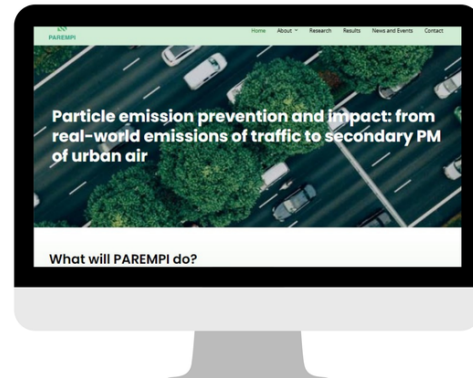 PAREMPI
Home About Research Results News and Events Contact
Particle emission prevention and impact: from
real-world emissions of traffic to secondary PM
of urban air
What will PAREMPI do?